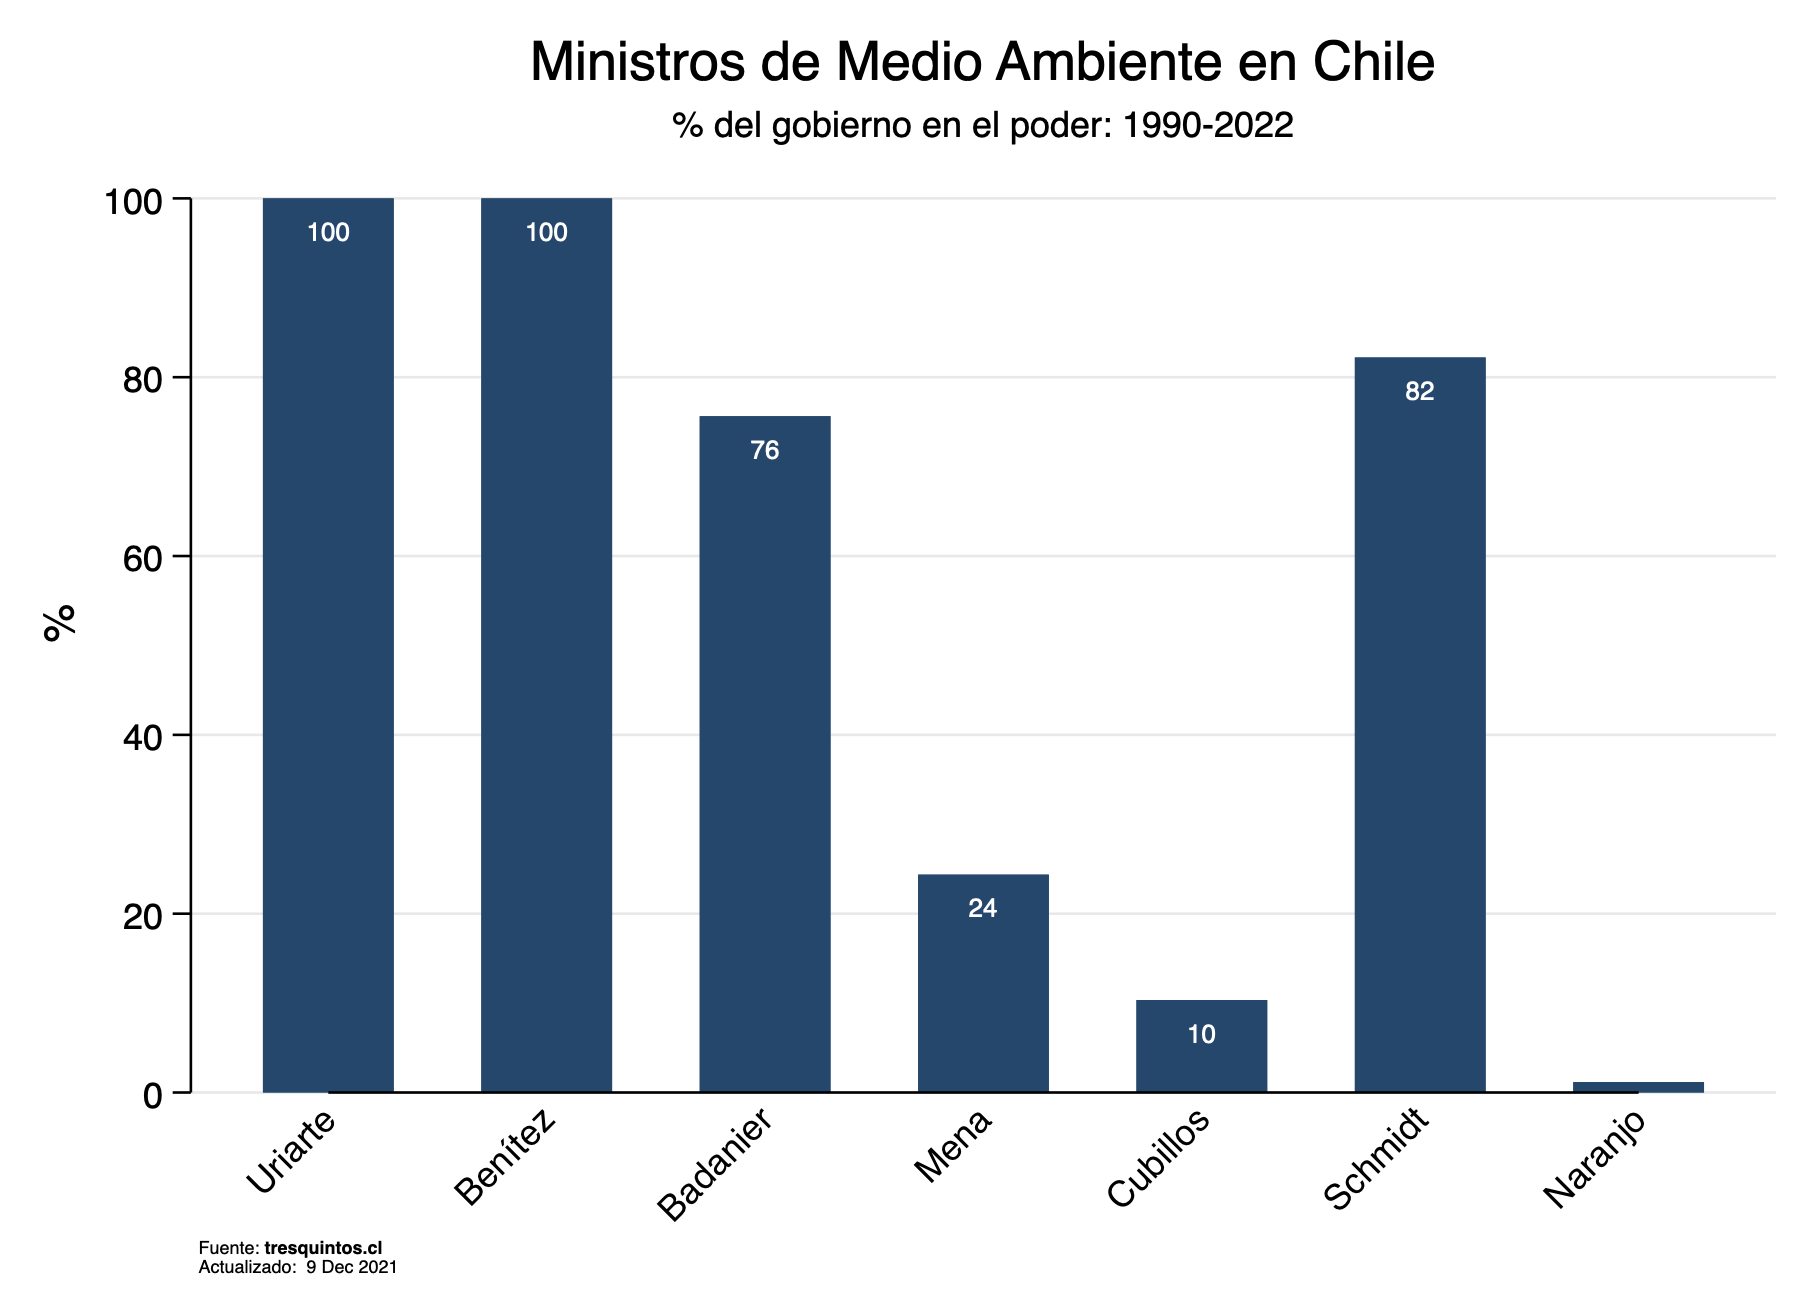 Ministros de Medio Ambiente en Chile
% del gobierno en el poder: 1990-2022
%
100
80
60
40
20
0
100
100
76
24
10
82
Uriarte
Benítez
Badanier
Mena
Cubillos
Schmidt
Naranjo
Fuente: tresquintos.cl
Actualizado:  9 Dec 2021